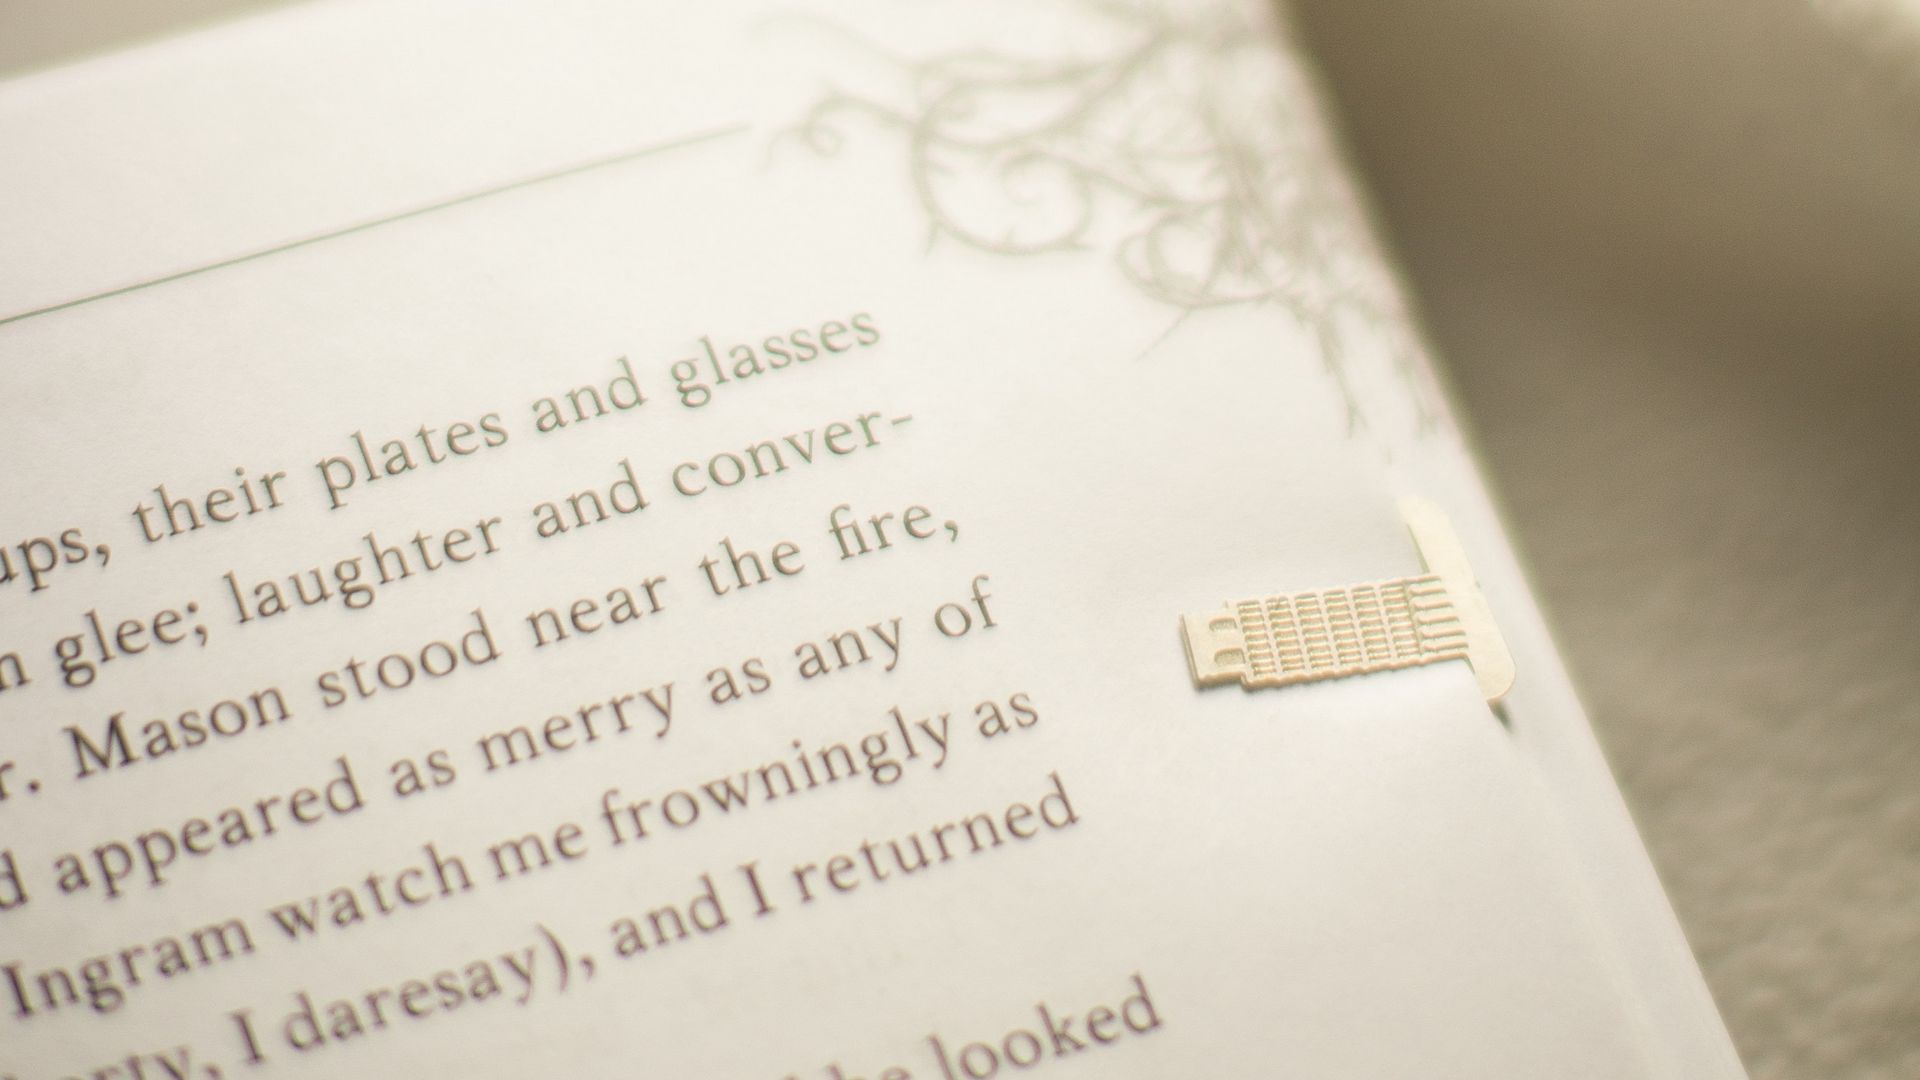 their plates and glasses
glee; laughter and conver-
Mason stood near the fire,
appeared as merry as any of
Ingram watch me frowningly as
I daresay), and I returned
looked